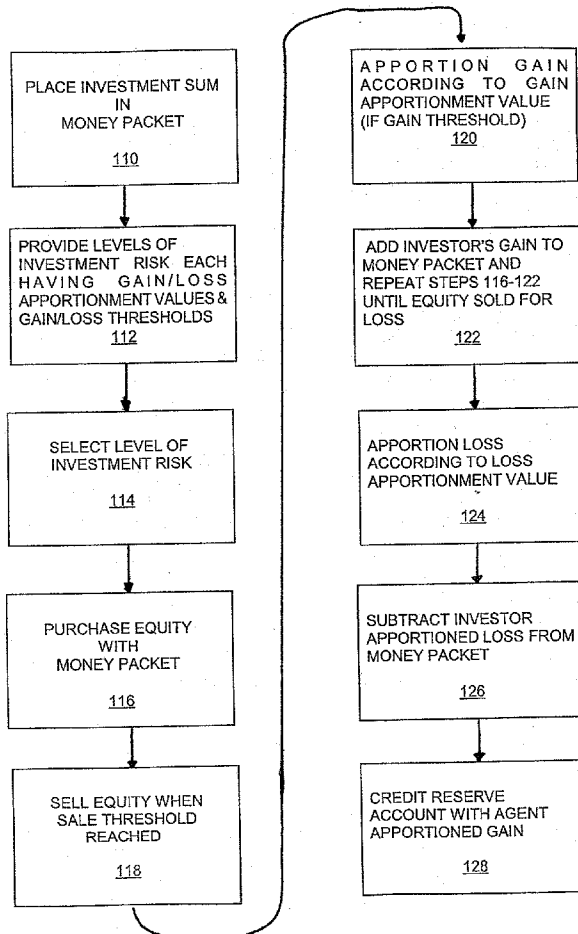 PLACE INVESTMENT SUM
IN
MONEY PACKET
110
PROVIDE LEVELS OF
INVESTMENT RISK EACH
HAVING GAIN/LOSS
APPORTIONMENT VALUES &
GAIN/LOSS THRESHOLDS
112
SELECT LEVEL OF
INVESTMENT RISK
114
PURCHASE EQUITY
WITH
MONEY PACKET
116
SELL EQUITY WHEN
SALE THRESHOLD
REACHED
118
APPORTION GAIN
ACCORDING TO GAIN
APPORTIONMENT VALUE
(IF GAIN THRESHOLD)
120
ADD INVESTOR'S GAIN TO
MONEY PACKET AND
REPEAT STEPS 116-122
UNTIL EQUITY SOLD FOR
LOSS
122
APPORTION LOSS
ACCORDING TO LOSS
APPORTIONMENT VALUE
124
SUBTRACT INVESTOR
APPORTIONED LOSS FROM
MONEY PACKET
126
CREDIT RESERVE
ACCOUNT WITH AGENT
APPORTIONED GAIN
128